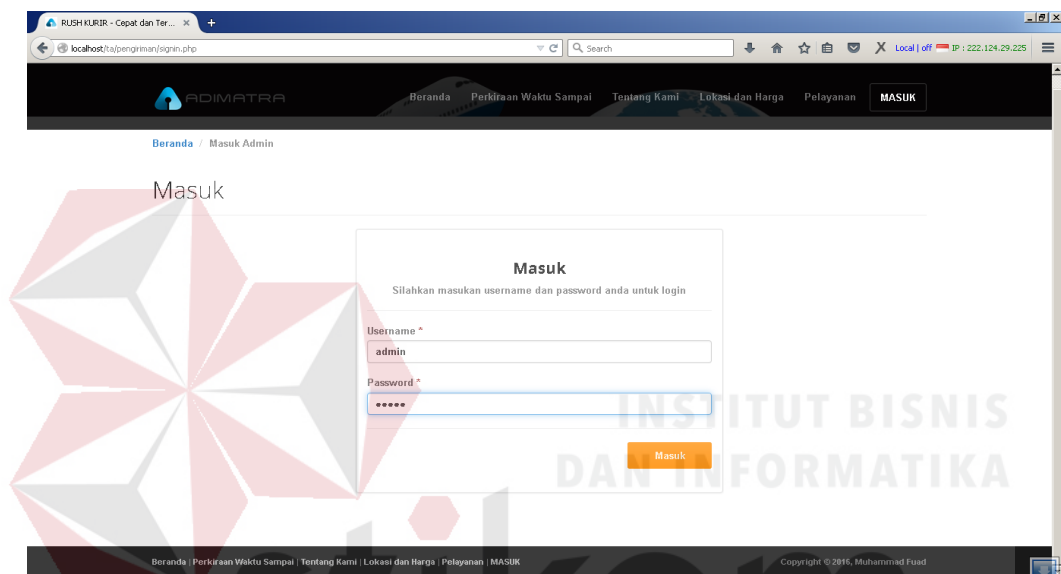 RUSH KURIR - Cepat dan Ter...
localhost/ta/pengiriman/signin.php
Search
Local | off IP : 222.124.29.225
ADIMATRA
Beranda Perkiraan Waktu Sampai Tentang Kami Lokasi dan Harga Pelayanan MASUK
Beranda / Masuk Admin
Masuk
Masuk
Silahkan masukan username dan password anda untuk login
Username *
admin
Password *
•••••
Masuk
INSTITUT BISNIS
DAN INFORMATIKA
stikom
Beranda | Perkiraan Waktu Sampai | Tentang Kami | Lokasi dan Harga | Pelayanan | MASUK
Copyright © 2016, Muhammad Fuad